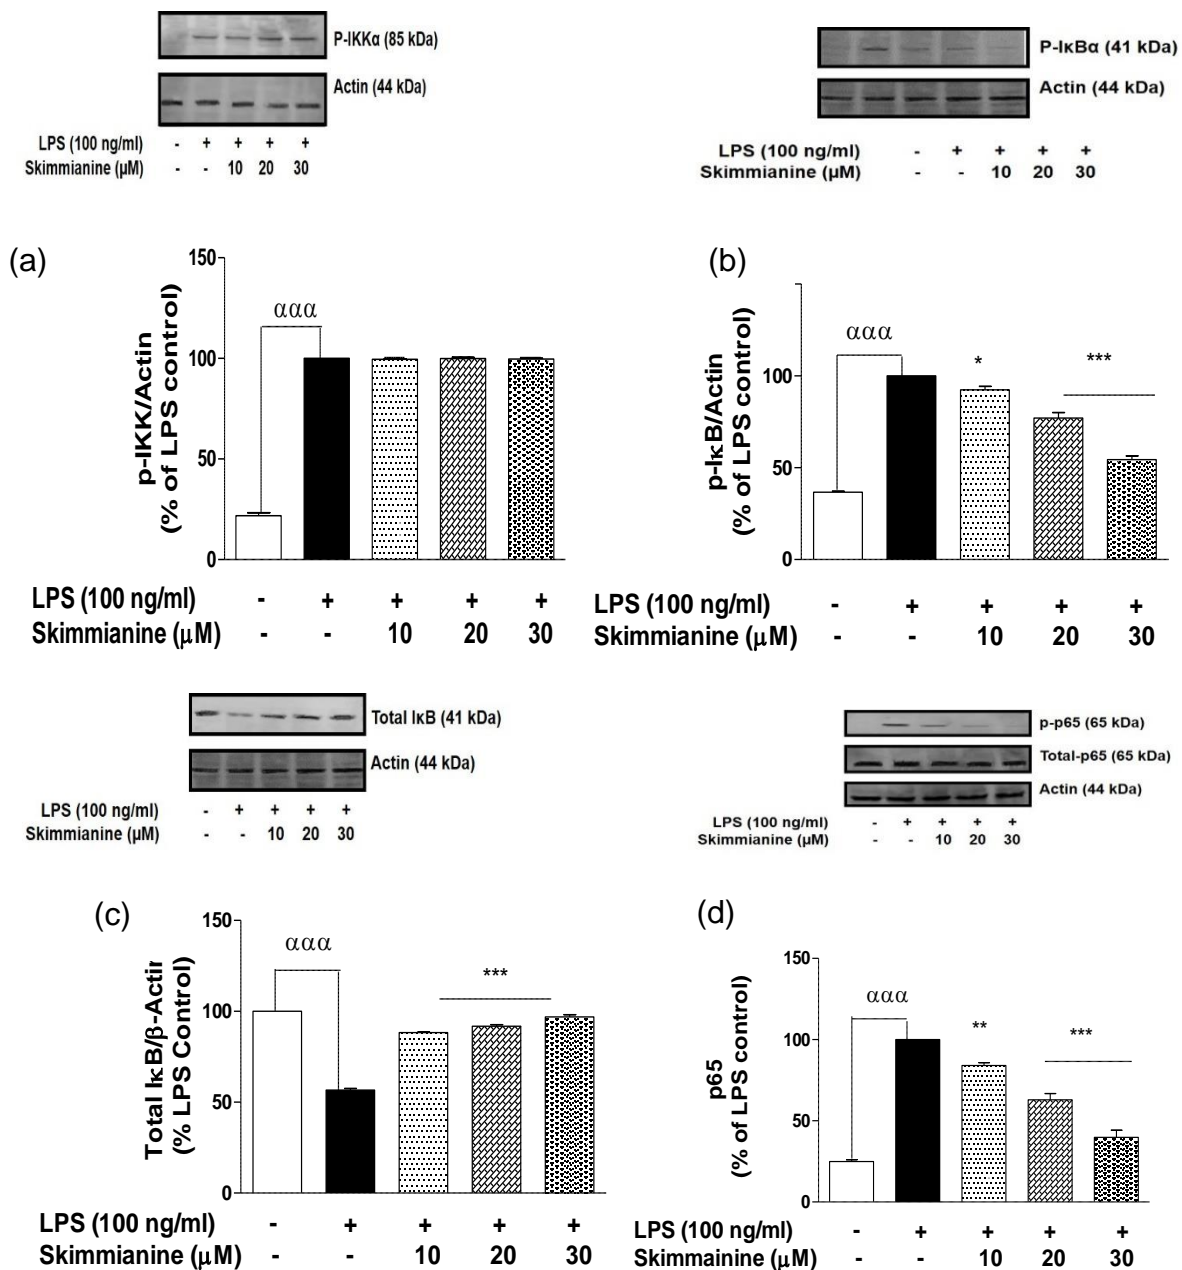 P-IKKα (85 kDa)
Actin (44 kDa)
LPS (100 ng/ml) - + + + +
Skimmianine (µM) - - 10 20 30
P-IκBα (41 kDa)
Actin (44 kDa)
LPS (100 ng/ml) - + + + +
Skimmianine (µM) - - 10 20 30
(a)
150
100
50
0
p-IKK/Actin
(% of LPS control)
ααα
LPS (100 ng/ml) - + + + +
Skimmianine (µM) - - 10 20 30
(b)
100
50
0
p-IκB/Actin
(% of LPS control)
ααα
*
***
LPS (100 ng/ml) - + + + +
Skimmianine (µM) - - 10 20 30
Total IκB (41 kDa)
Actin (44 kDa)
LPS (100 ng/ml) - + + + +
Skimmianine (µM) - - 10 20 30
p-p65 (65 kDa)
Total-p65 (65 kDa)
Actin (44 kDa)
LPS (100 ng/ml) - + + + +
Skimmianine (µM) - - 10 20 30
(c)
150
100
50
0
Total IκB/β-Actin
(% LPS Control)
ααα
***
LPS (100 ng/ml) - + + + +
Skimmianine (µM) - - 10 20 30
(d)
150
100
50
0
p65
(% of LPS control)
ααα
**
***
LPS (100 ng/ml) - + + + +
Skimmainine (µM) - - 10 20 30